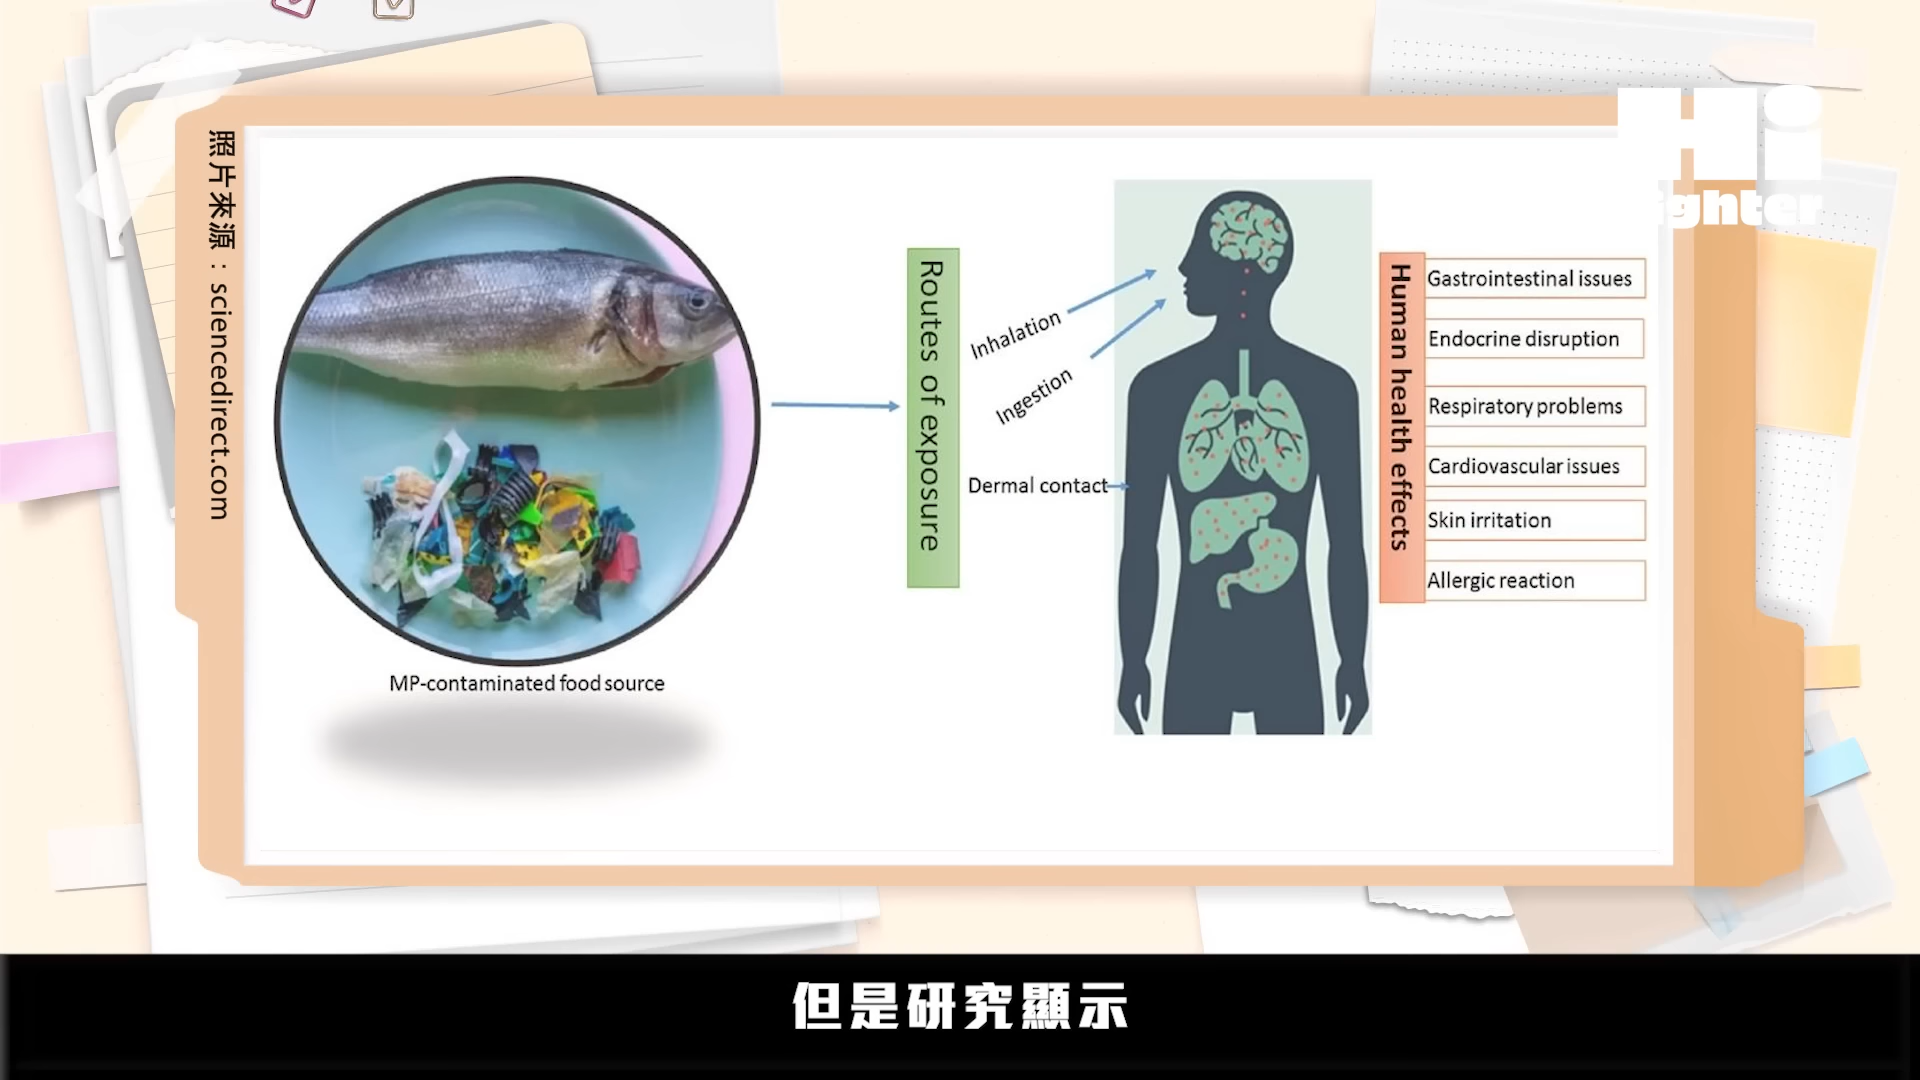 照片來源：sciencedirect.com
Hi
ighter
MP-contaminated food source
Routes of exposure
Inhalation
Ingestion
Dermal contact
Human health effects
Gastrointestinal issues
Endocrine disruption
Respiratory problems
Cardiovascular issues
Skin irritation
Allergic reaction
但是研究顯示